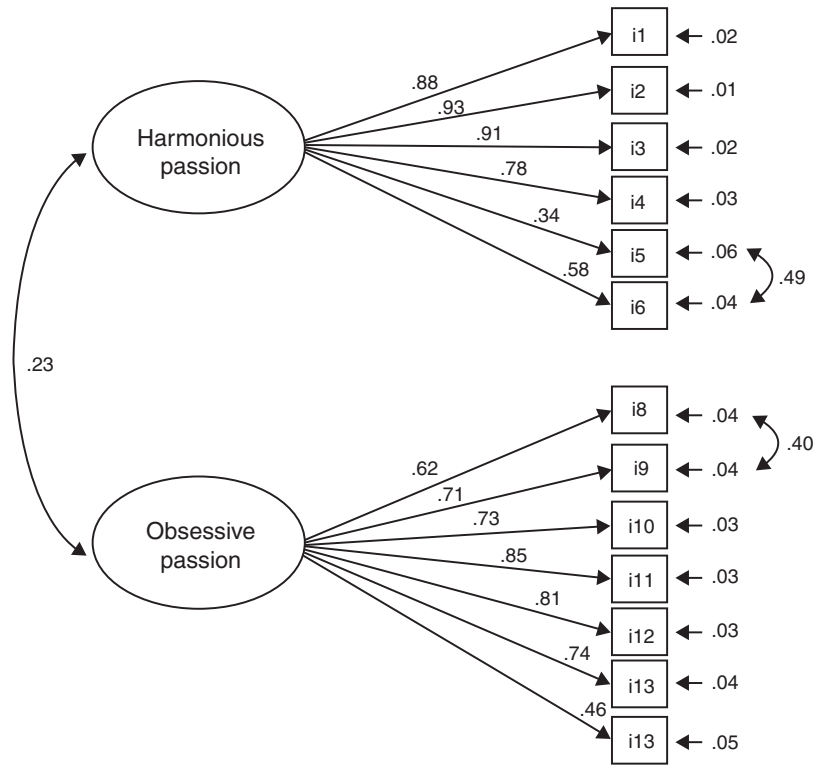 i1
.02
.88
i2
.01
.93
Harmonious
passion
.91
i3
.02
.78
i4
.03
.34
i5
.06
.58
.49
i6
.04
.23
i8
.04
.40
.62
i9
.04
.71
.73
i10
.03
Obsessive
passion
.85
i11
.03
.81
i12
.03
.74
i13
.04
.46
i13
.05